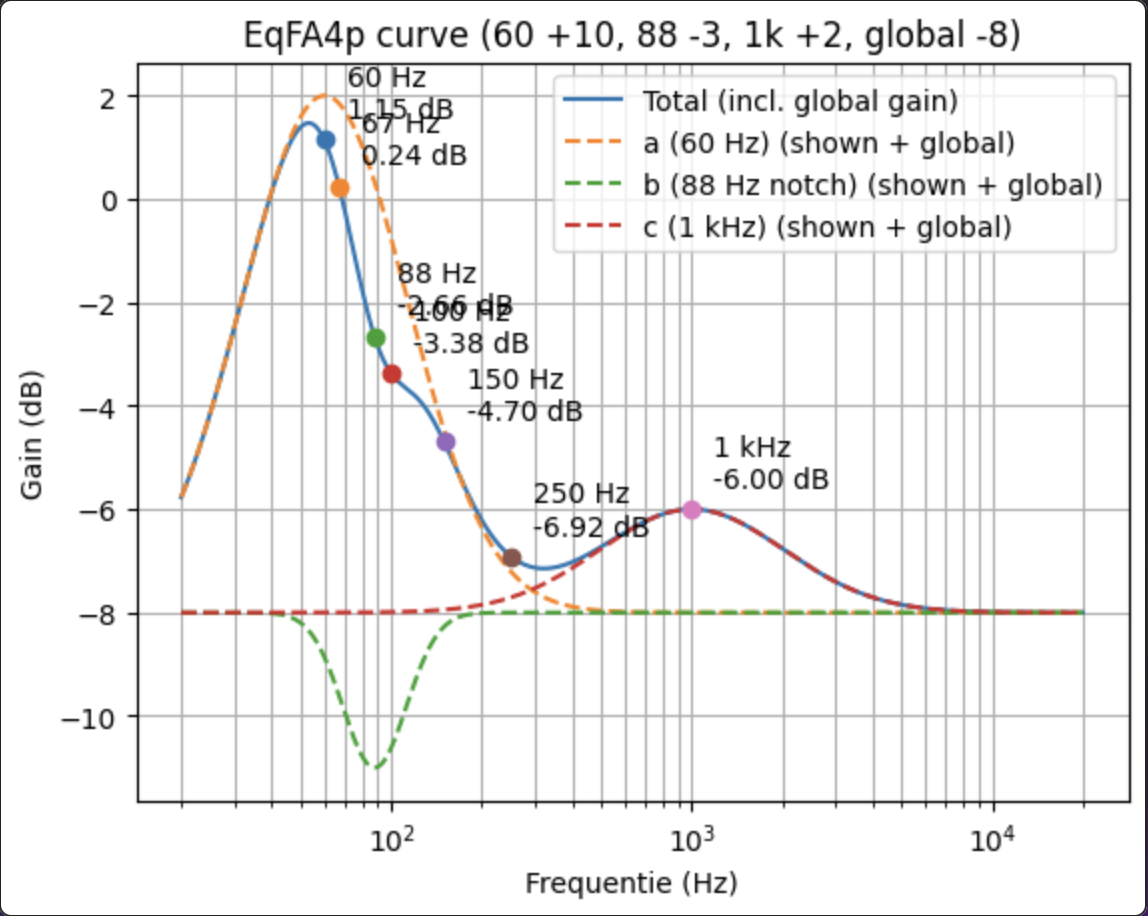 EqFA4p curve (60 +10, 88 -3, 1k +2, global -8)
Total (incl. global gain)
a (60 Hz) (shown + global)
b (88 Hz notch) (shown + global)
c (1 kHz) (shown + global)
60 Hz
1.15 dB
67 Hz
0.24 dB
88 Hz
-2.66 dB
100 Hz
-3.38 dB
150 Hz
-4.70 dB
250 Hz
-6.92 dB
1 kHz
-6.00 dB
Gain (dB)
2
0
−2
−4
−6
−8
−10
10² 10³ 10⁴
Frequentie (Hz)